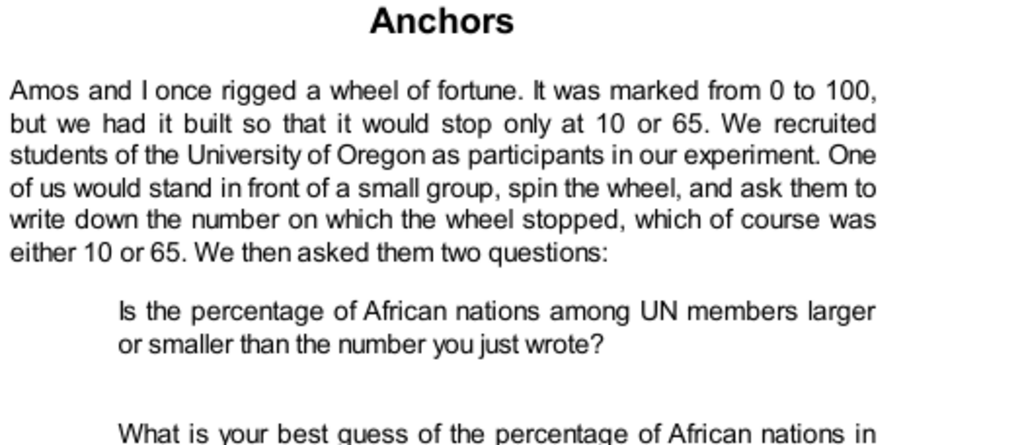 Anchors
Amos and I once rigged a wheel of fortune. It was marked from 0 to 100,
but we had it built so that it would stop only at 10 or 65. We recruited
students of the University of Oregon as participants in our experiment. One
of us would stand in front of a small group, spin the wheel, and ask them to
write down the number on which the wheel stopped, which of course was
either 10 or 65. We then asked them two questions:
Is the percentage of African nations among UN members larger
or smaller than the number you just wrote?
What is your best guess of the percentage of African nations in